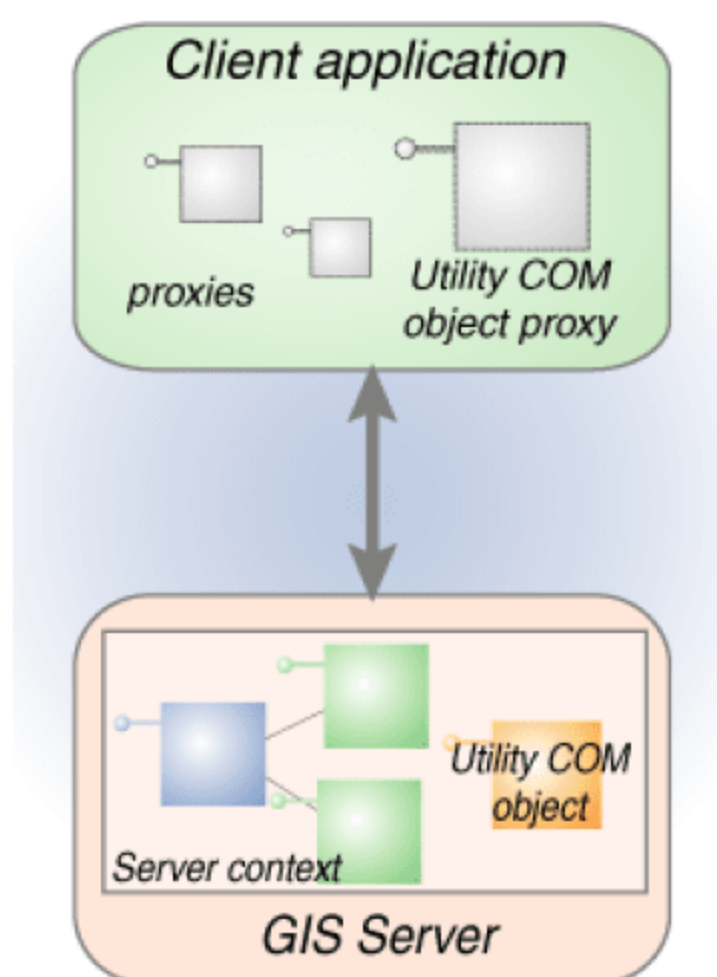 Client application
proxies
Utility COM
object proxy
Utility COM
object
Server context
GIS Server